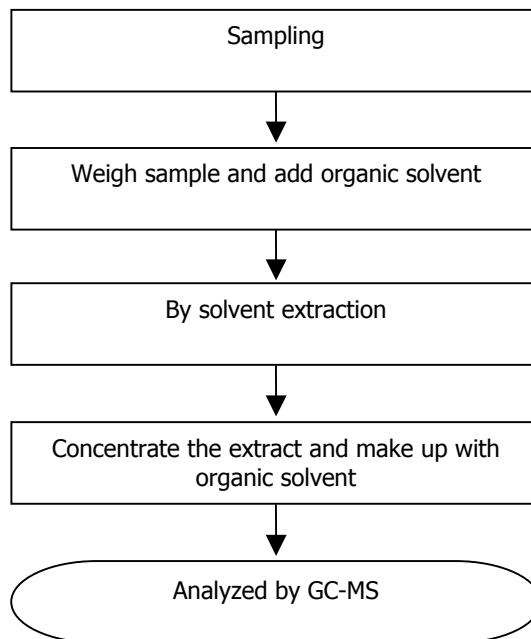 Sampling
Weigh sample and add organic solvent
By solvent extraction
Concentrate the extract and make up with
organic solvent
Analyzed by GC-MS